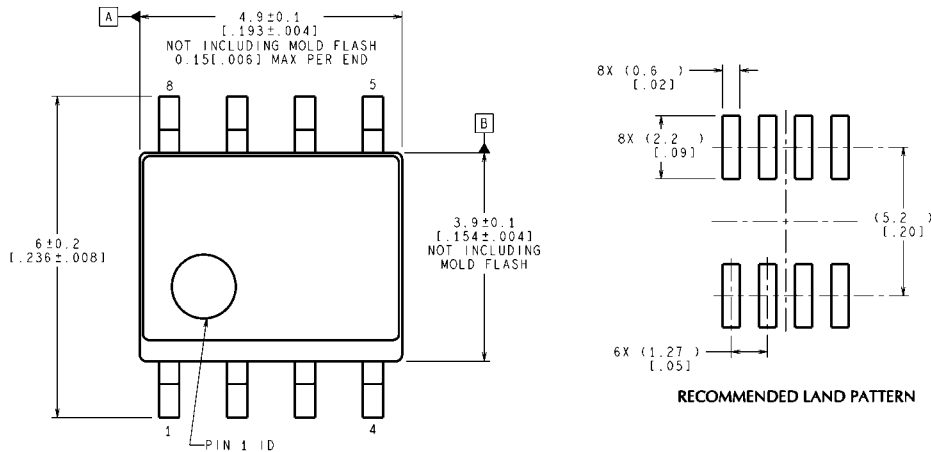 A
4.9±0.1
[.193±.004]
NOT INCLUDING MOLD FLASH
0.15[.006] MAX PER END
8
5
B
6±0.2
[.236±.008]
3.9±0.1
[.154±.004]
NOT INCLUDING
MOLD FLASH
1
4
PIN 1 ID
8X (0.6 )
[.02]
8X (2.2 )
[.09]
(5.2 )
[.20]
6X (1.27 )
[.05]
RECOMMENDED LAND PATTERN